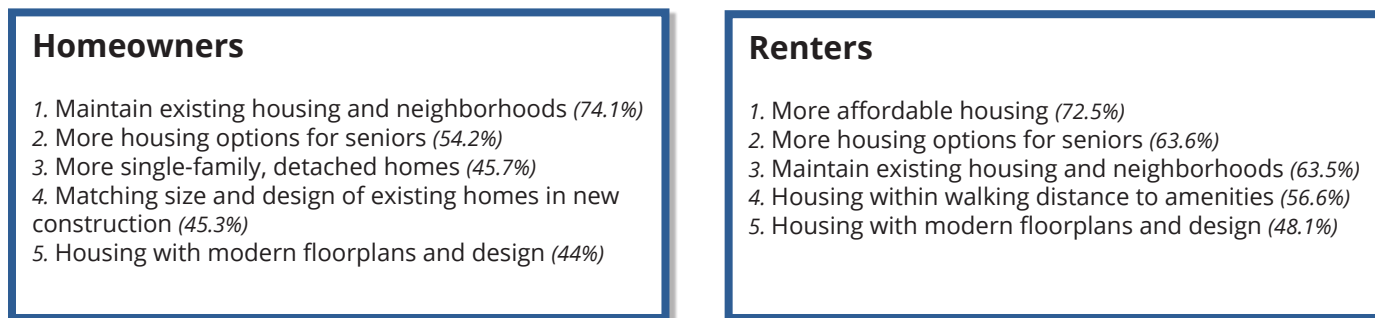 Homeowners
1. Maintain existing housing and neighborhoods (74.1%)
2. More housing options for seniors (54.2%)
3. More single-family, detached homes (45.7%)
4. Matching size and design of existing homes in new
construction (45.3%)
5. Housing with modern floorplans and design (44%)
Renters
1. More affordable housing (72.5%)
2. More housing options for seniors (63.6%)
3. Maintain existing housing and neighborhoods (63.5%)
4. Housing within walking distance to amenities (56.6%)
5. Housing with modern floorplans and design (48.1%)